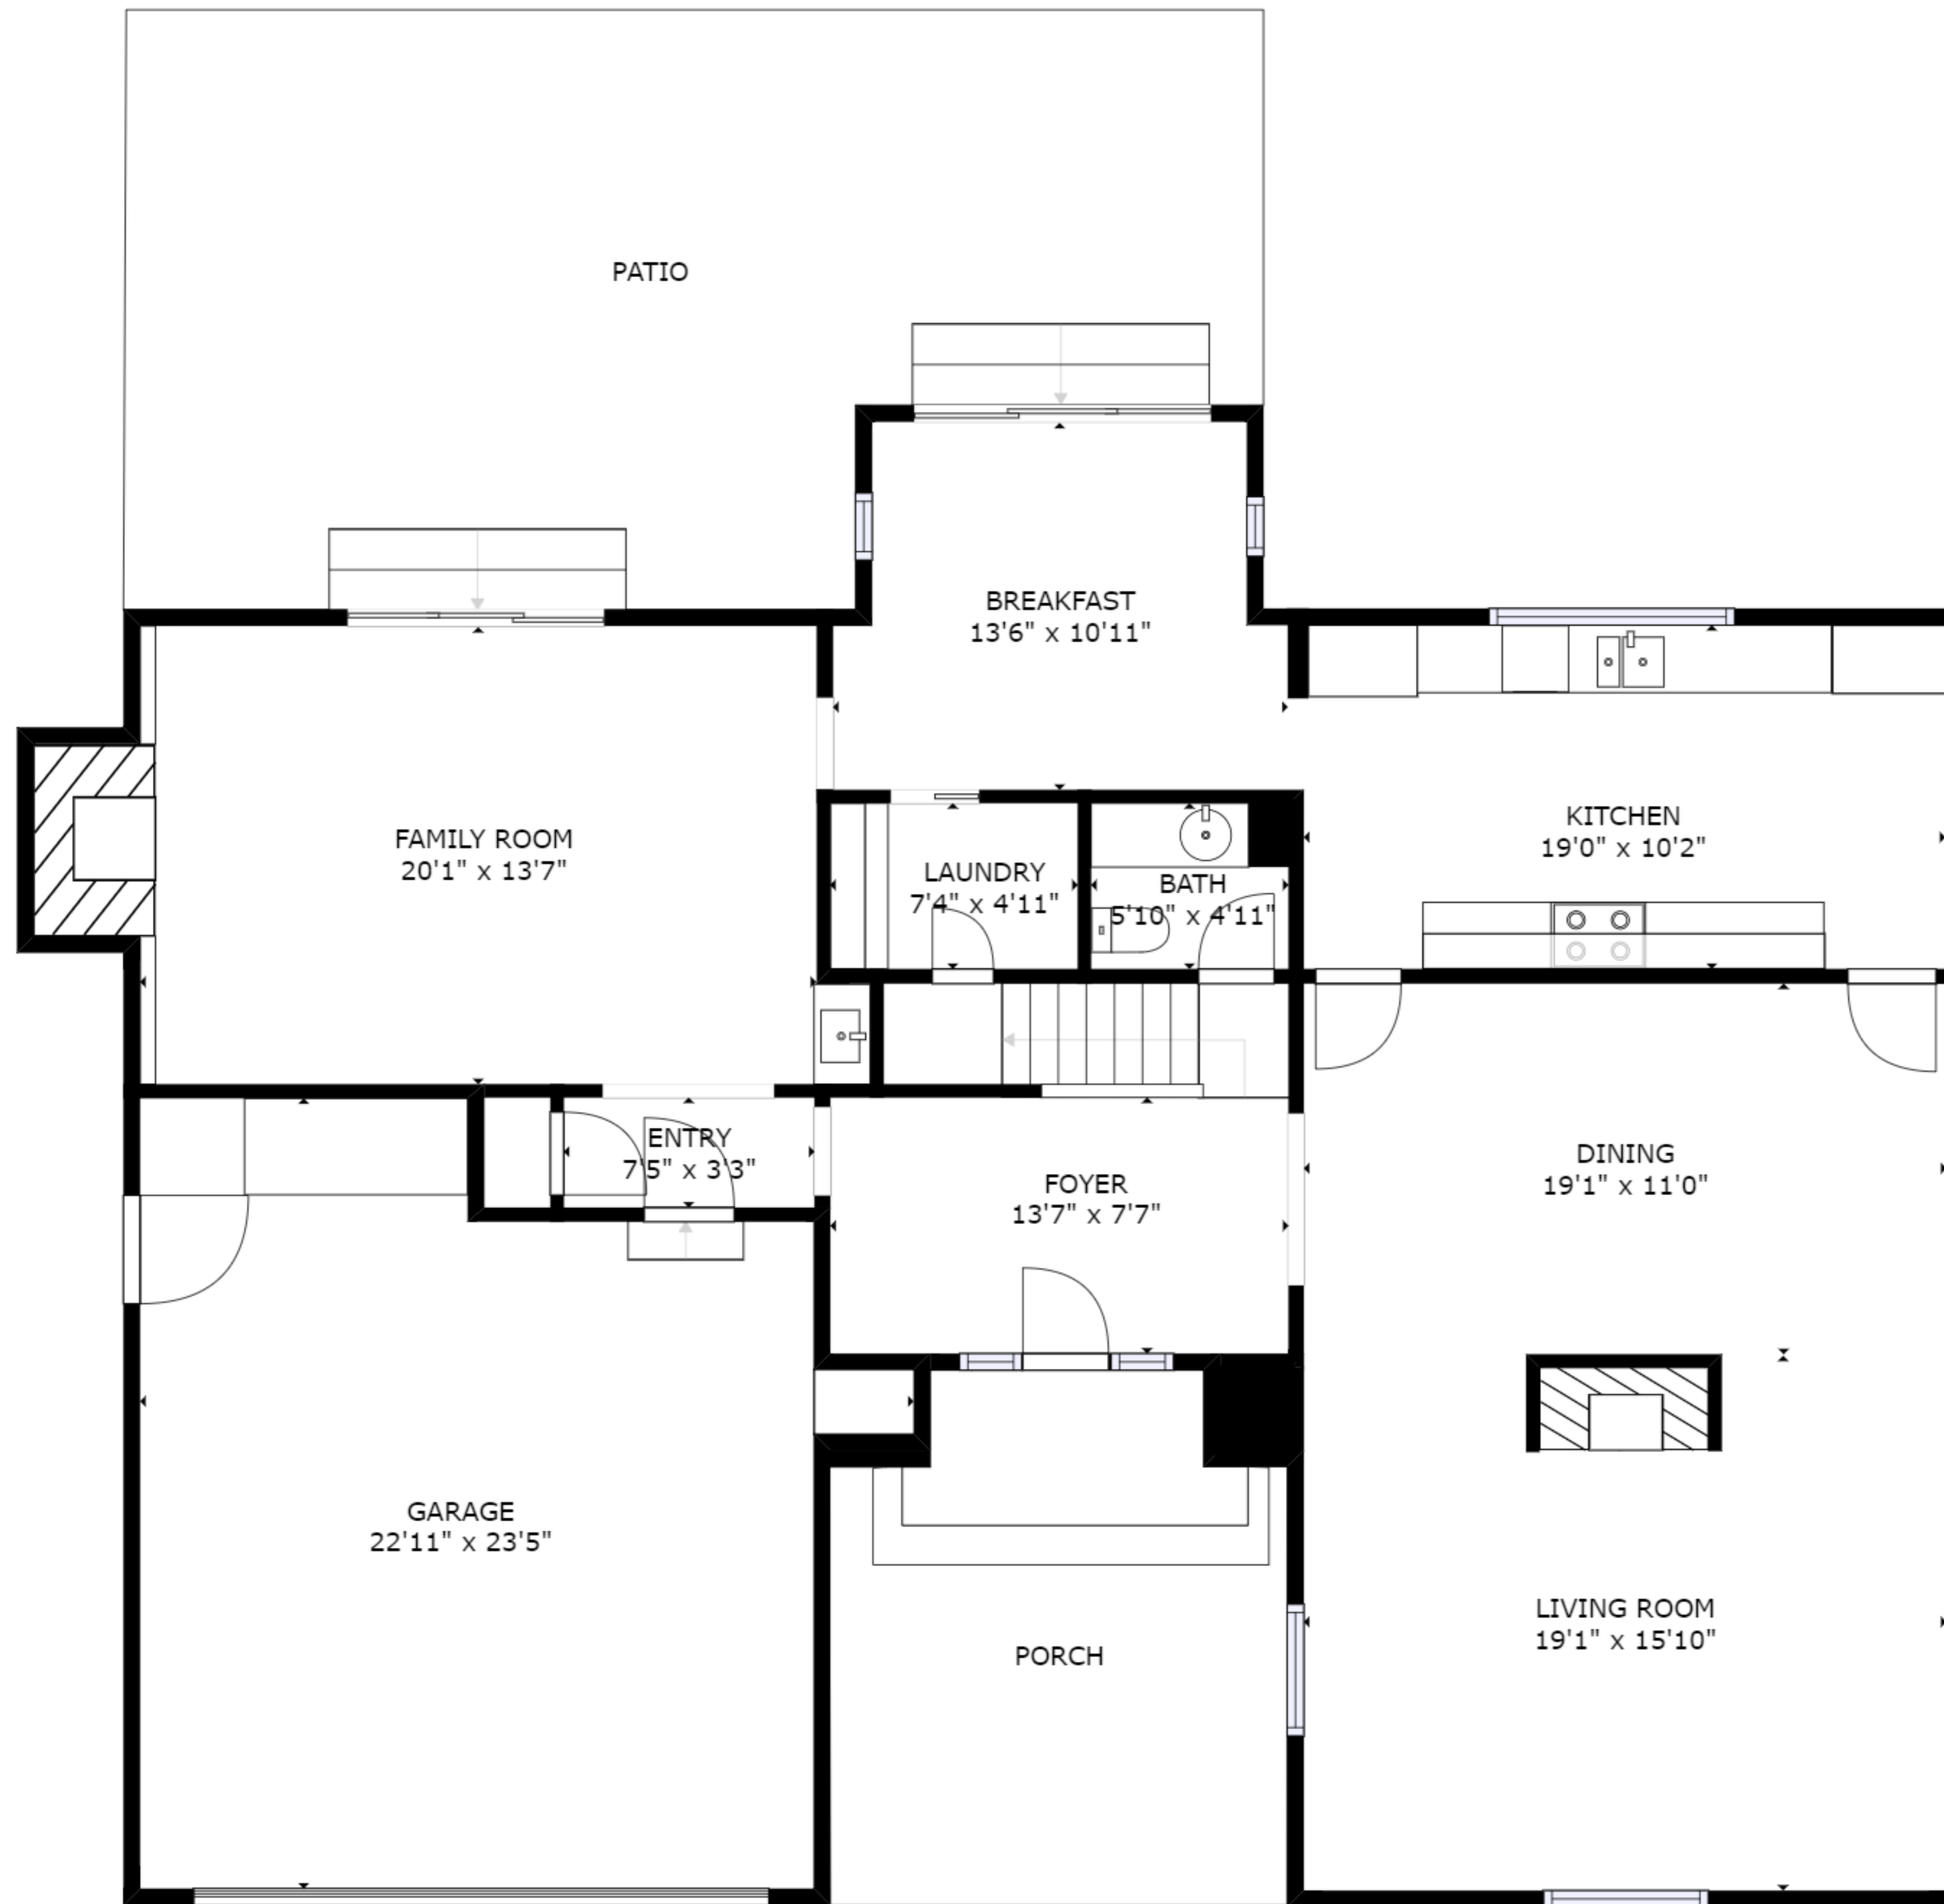 PATIO
BREAKFAST
13'6" x 10'11"
FAMILY ROOM
20'1" x 13'7"
KITCHEN
19'0" x 10'2"
LAUNDRY
7'4" x 4'11"
BATH
5'10" x 4'11"
ENTRY
7'5" x 3'3"
FOYER
13'7" x 7'7"
DINING
19'1" x 11'0"
GARAGE
22'11" x 23'5"
LIVING ROOM
19'1" x 15'10"
PORCH